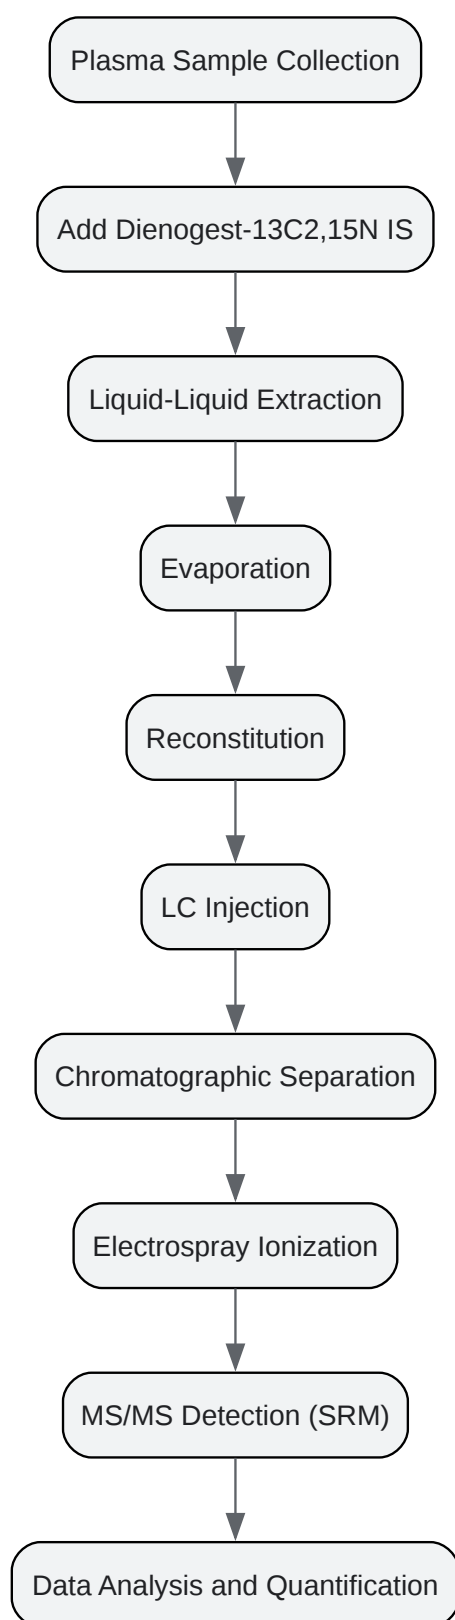 Plasma Sample Collection
Add Dienogest-13C2,15N IS
Liquid-Liquid Extraction
Evaporation
Reconstitution
LC Injection
Chromatographic Separation
Electrospray Ionization
MS/MS Detection (SRM)
Data Analysis and Quantification